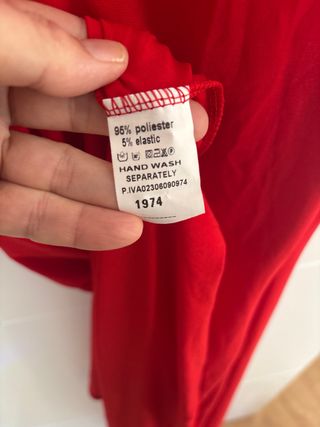 95% poliester
5% elastic
HAND WASH
SEPARATELY
P.IVA02306090974
1974